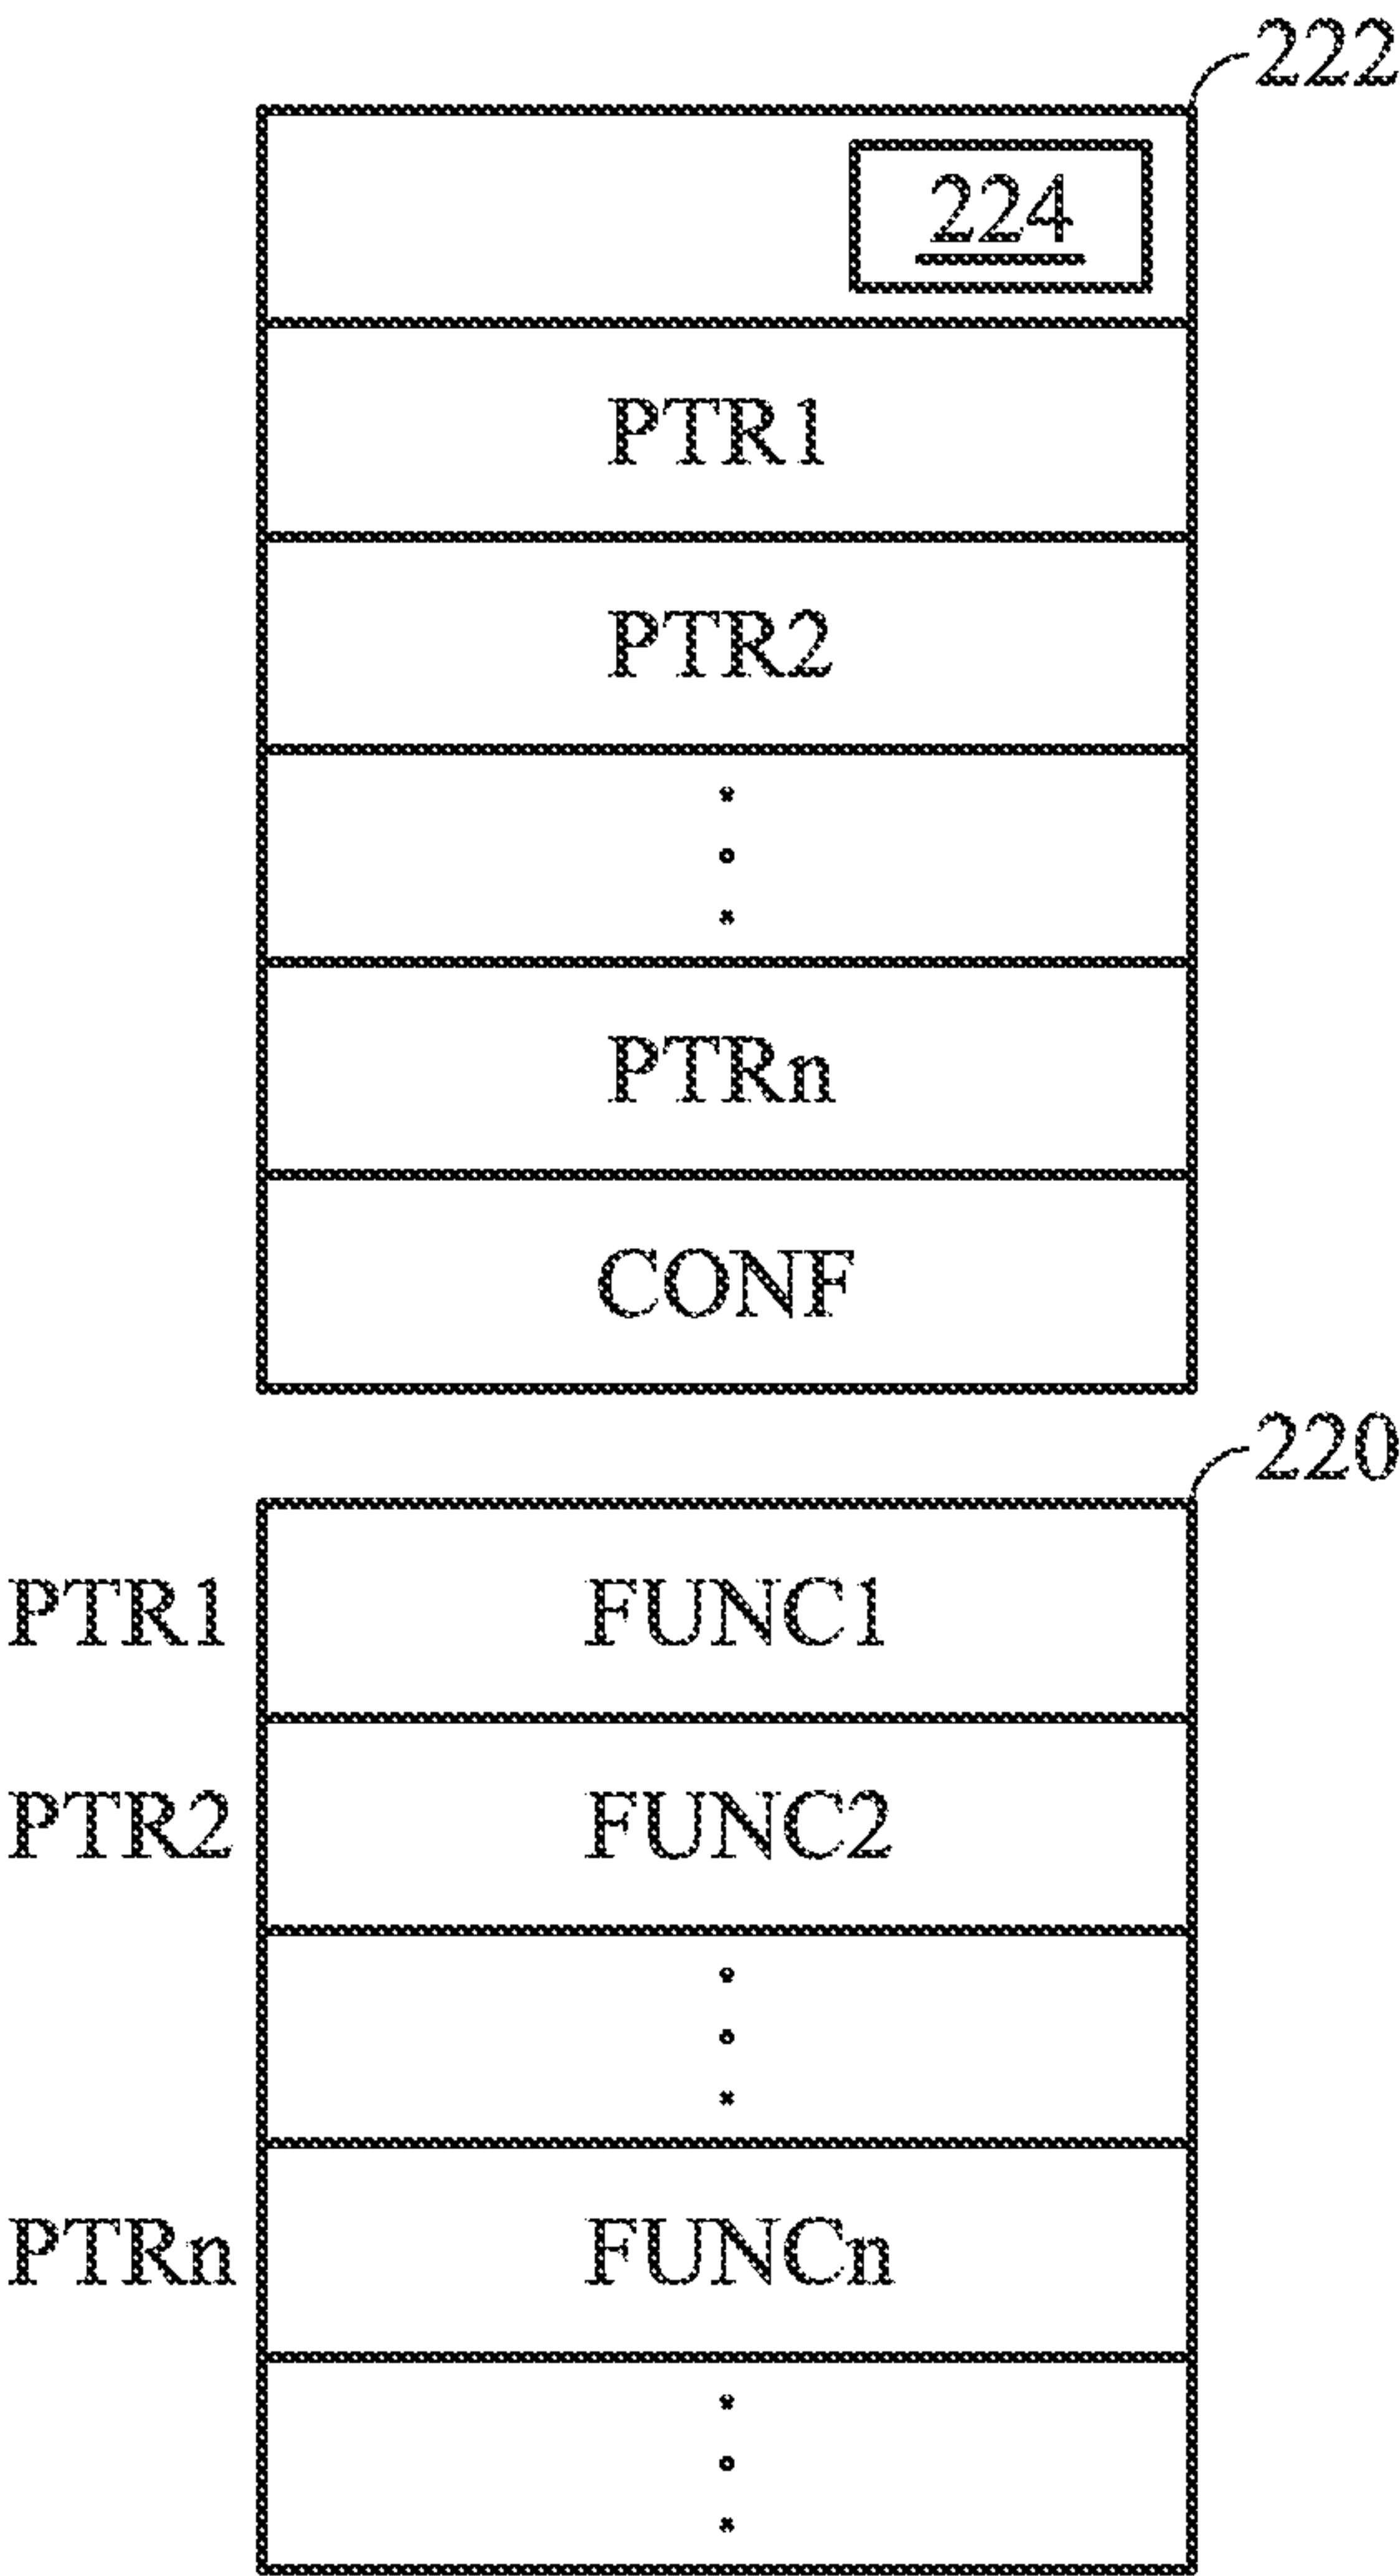 222
224
PTR1
PTR2
PTRn
CONF
220
PTR1 FUNC1
PTR2 FUNC2
PTRn FUNCn